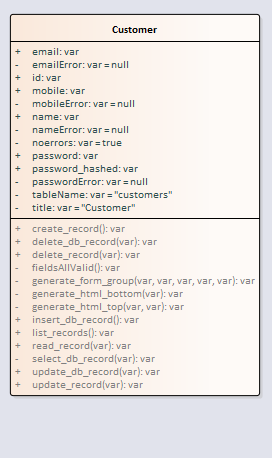 Customer
+ email: var
- emailError: var = null
+ id: var
+ mobile: var
- mobileError: var = null
+ name: var
- nameError: var = null
- noerrors: var = true
+ password: var
+ password_hashed: var
- passwordError: var = null
- tableName: var = "customers"
- title: var = "Customer"
+ create_record(): var
+ delete_db_record(var): var
+ delete_record(var): var
- fieldsAllValid(): var
- generate_form_group(var, var, var, var, var): var
- generate_html_bottom(var): var
- generate_html_top(var, var): var
+ insert_db_record(): var
+ list_records(): var
+ read_record(var): var
- select_db_record(var): var
+ update_db_record(var): var
+ update_record(var): var